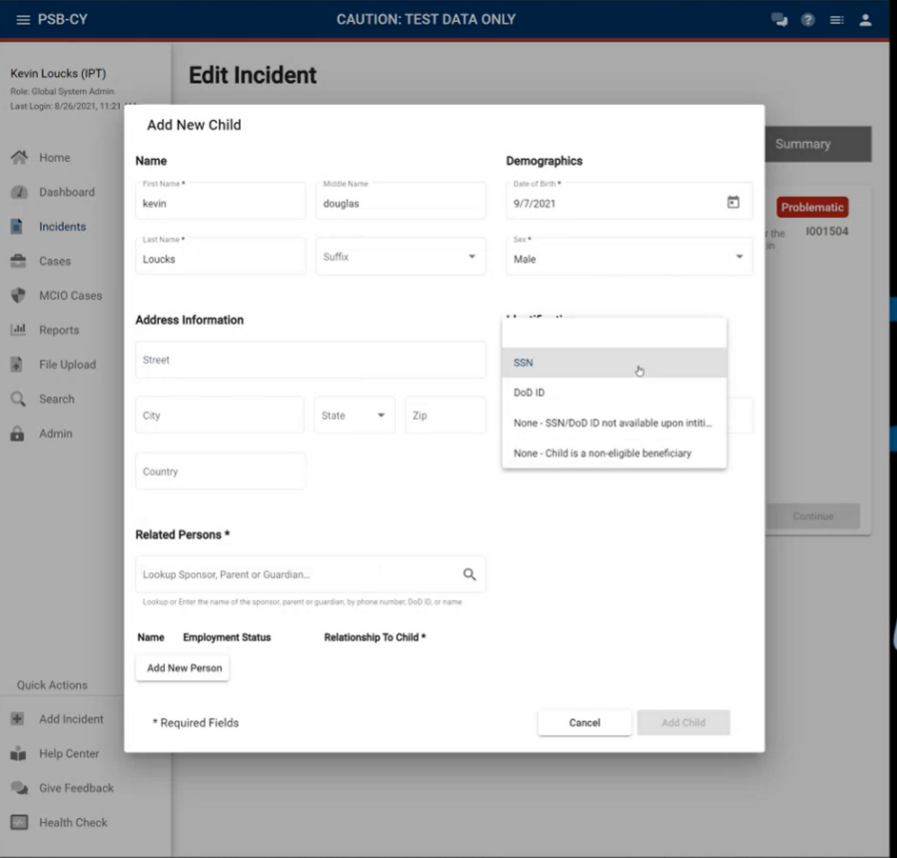 PSB-CY
CAUTION: TEST DATA ONLY
Kevin Loucks (IPT)
Role: Global System Admin
Last Login: 8/26/2021, 11:21
Home
Dashboard
Incidents
Cases
MCIO Cases
Reports
File Upload
Search
Admin
Quick Actions
Add Incident
Help Center
Give Feedback
Health Check
Edit Incident
Summary
Problematic
r the
in
I001504
Continue
Add New Child
Name
First Name *
kevin
Middle Name
douglas
Last Name *
Loucks
Suffix
Demographics
Date of Birth *
9/7/2021
Sex *
Male
Address Information
Street
City
State
Zip
Country
SSN
DoD ID
None - SSN/DoD ID not available upon intiti...
None - Child is a non-eligible beneficiary
Related Persons *
Lookup Sponsor, Parent or Guardian...
Lookup or Enter the name of the sponsor, parent or guardian, by phone number, DoD ID, or name
Name Employment Status Relationship To Child *
Add New Person
* Required Fields
Cancel
Add Child